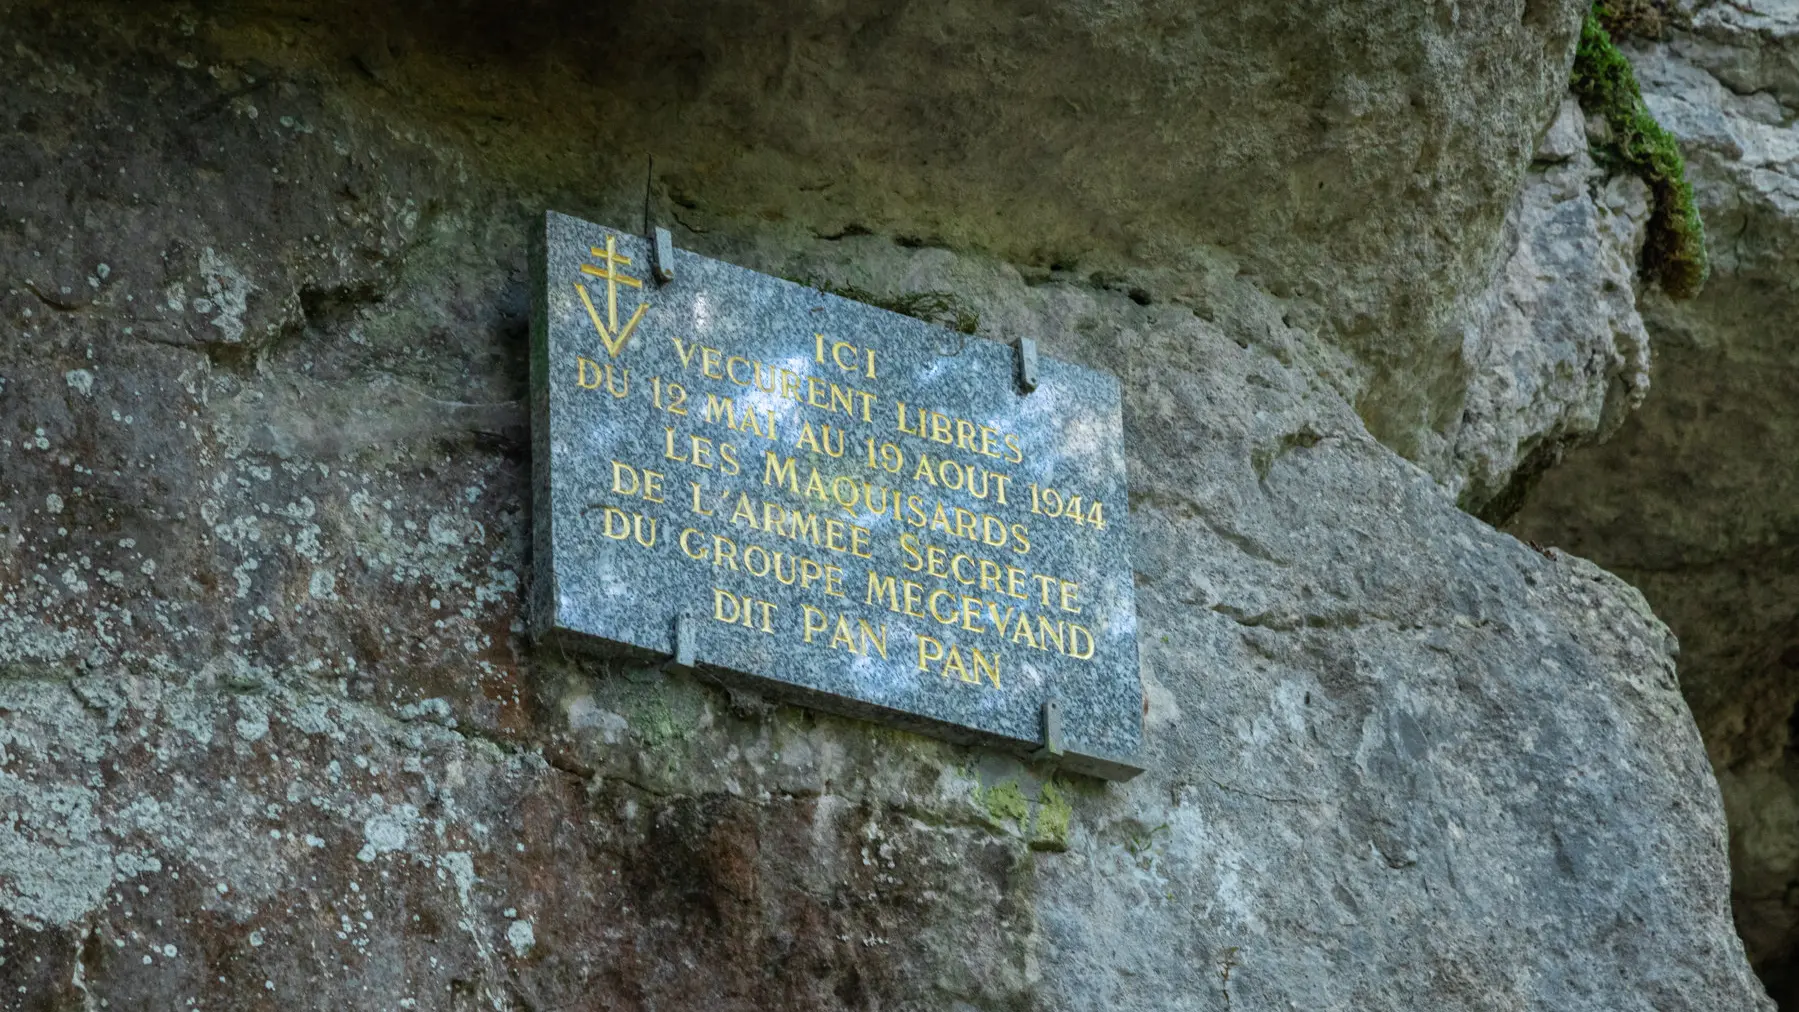 ICI
VECURENT LIBRES
DU 12 MAI AU 19 AOUT 1944
LES MAQUISARDS
DE L'ARMEE SECRETE
DU GROUPE MEGEVAND
DIT PAN PAN